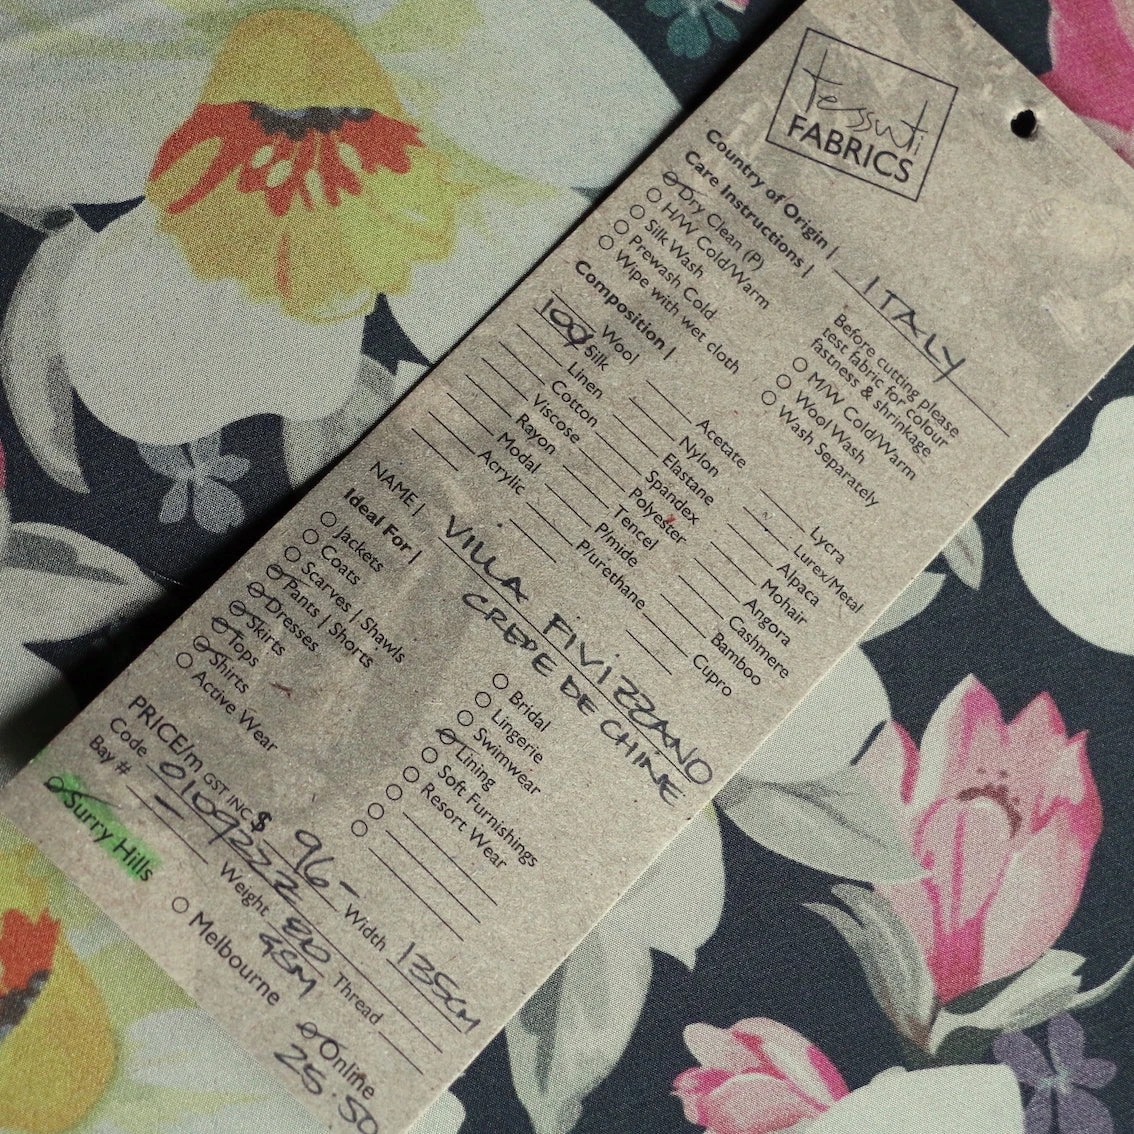 tessuti
FABRICS
Country of Origin | ITALY
Care Instructions |
Dry Clean (P)
H/W Cold/Warm
Silk Wash
Prewash Cold
Wipe with wet cloth
Before cutting please
test fabric for colour
fastness & shrinkage
M/W Cold/Warm
Wool Wash
Wash Separately
Composition |
Wool
100% Silk
Linen
Cotton
Viscose
Rayon
Modal
Acrylic
Acetate
Nylon
Elastane
Spandex
Polyester
Tencel
P/mide
P/urethane
Lycra
Lurex/Metal
Alpaca
Mohair
Angora
Cashmere
Bamboo
Cupro
NAME | VILLA FIVIZZANO
CREPE DE CHINE
Ideal For |
Jackets
Coats
Scarves | Shawls
Pants | Shorts
Dresses
Skirts
Tops
Shirts
Active Wear
Bridal
Lingerie
Swimwear
Lining
Soft Furnishings
Resort Wear
PRICE/m GST INC $ 96- Width 135CM
Code 0109222 Weight 80 GSM Thread
Bay #
Surry Hills
Melbourne
Online
25.50